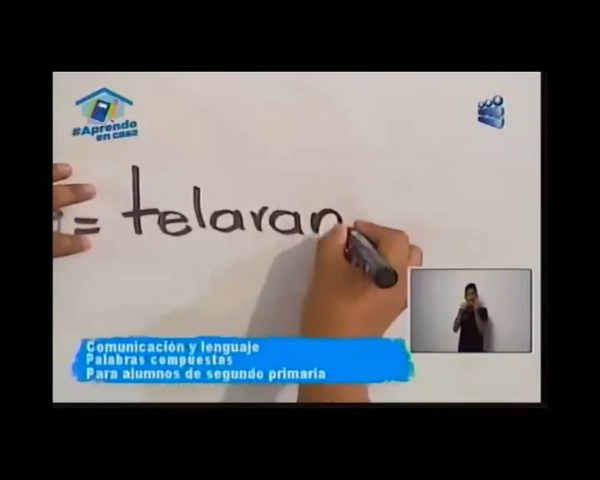 #Aprendo
en casa
= telaran
Comunicación y lenguaje
Palabras compuestas
Para alumnos de segundo primaria